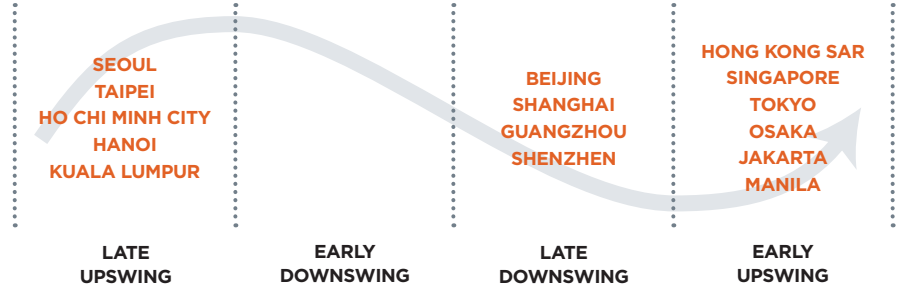 SEOUL
TAIPEI
HO CHI MINH CITY
HANOI
KUALA LUMPUR
BEIJING
SHANGHAI
GUANGZHOU
SHENZHEN
HONG KONG SAR
SINGAPORE
TOKYO
OSAKA
JAKARTA
MANILA
LATE
UPSWING
EARLY
DOWNSWING
LATE
DOWNSWING
EARLY
UPSWING